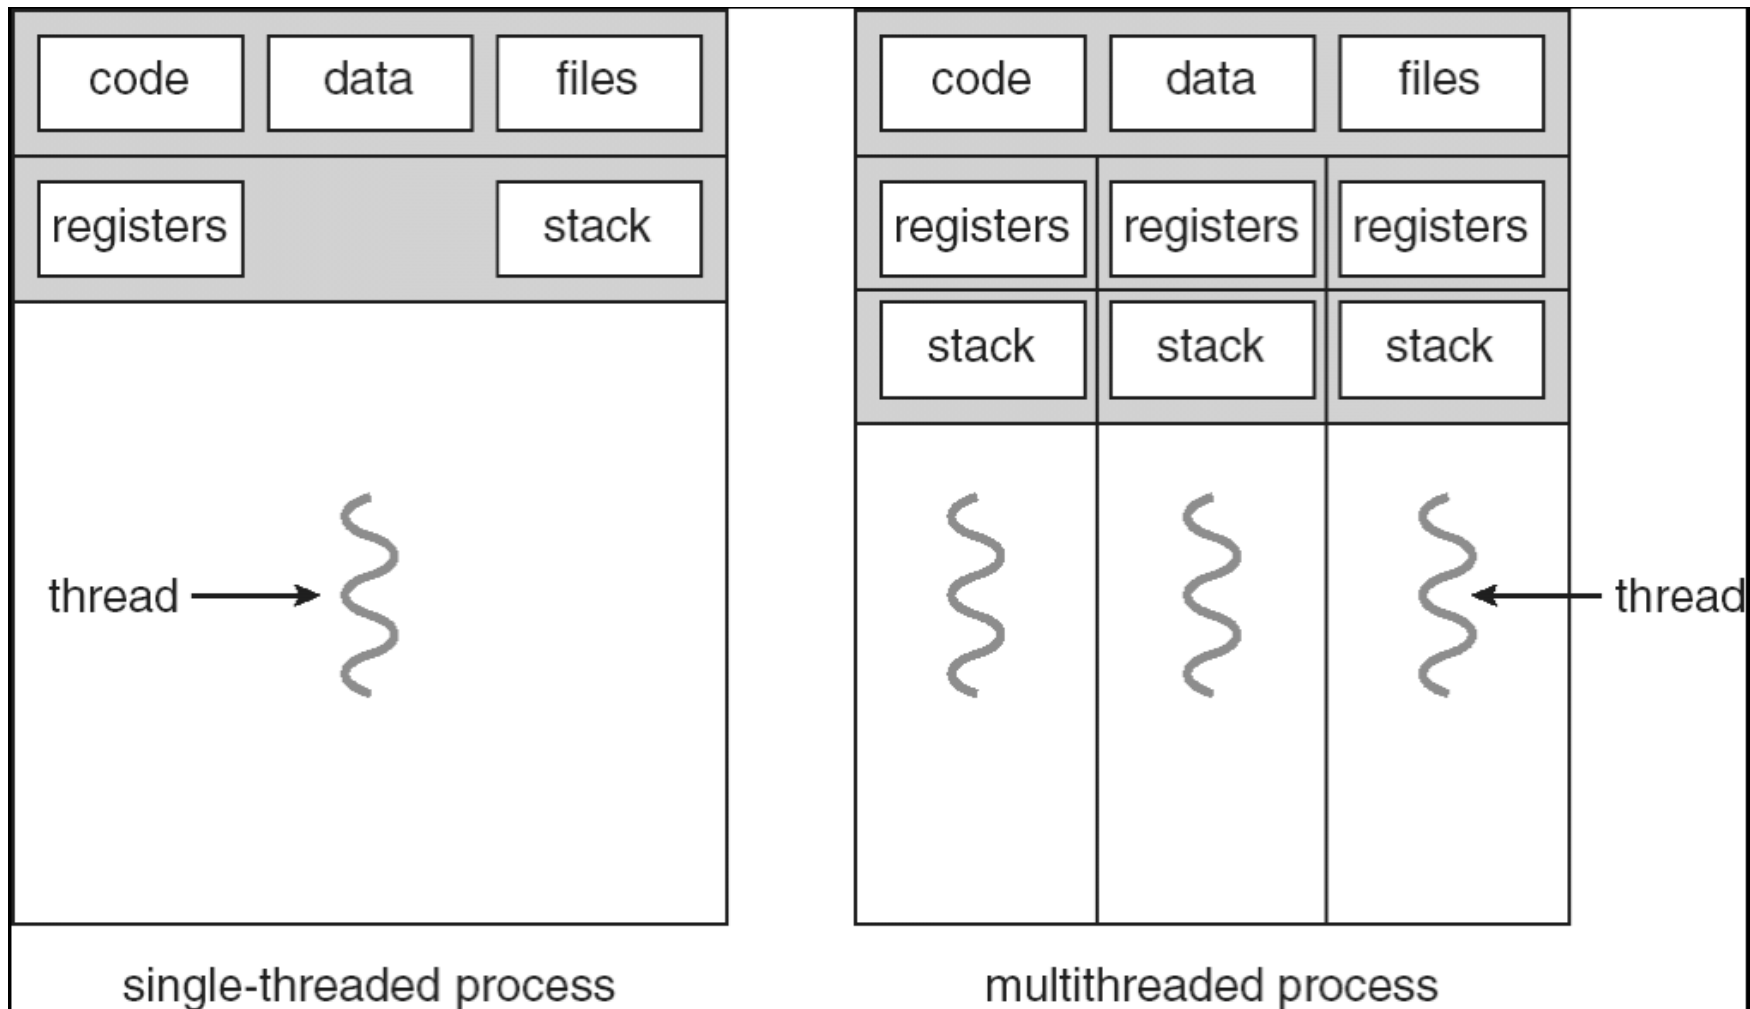 code data files
registers stack
thread
single-threaded process
code data files
registers registers registers
stack stack stack
thread
multithreaded process